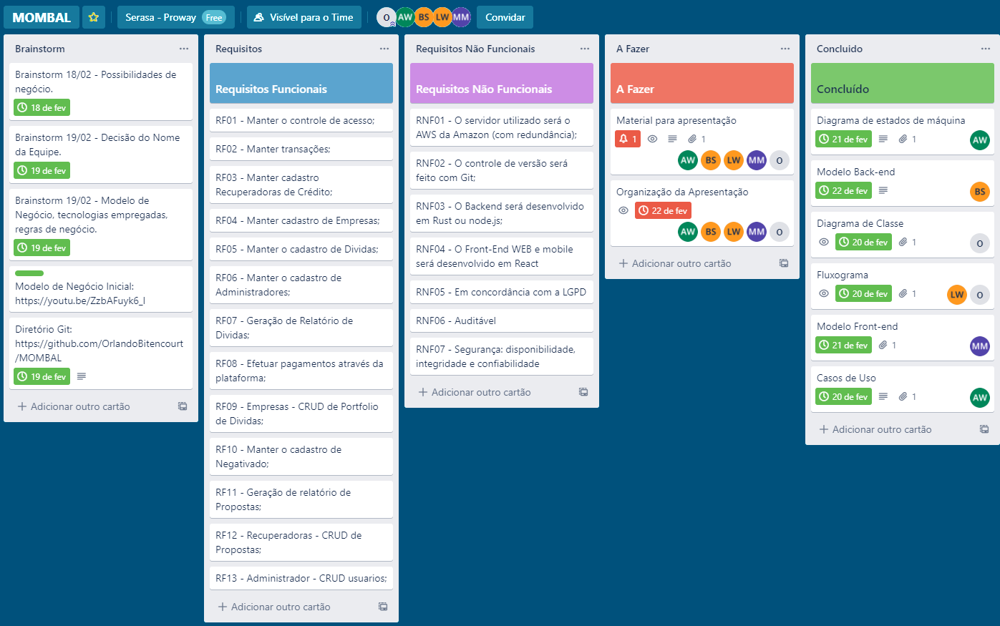 MOMBAL
Serasa - Proway Free
Visível para o Time
O AW BS LW MM
Convidar
Brainstorm
Brainstorm 18/02 - Possibilidades de
negócio.
18 de fev
Brainstorm 19/02 - Decisão do Nome
da Equipe.
19 de fev
Brainstorm 19/02 - Modelo de
Negócio, tecnologias empregadas,
regras de negócio.
19 de fev
Modelo de Negócio Inicial:
https://youtu.be/ZzbAFuyk6_I
Diretório Git:
https://github.com/OrlandoBitencourt
/MOMBAL
19 de fev
Adicionar outro cartão
Requisitos
Requisitos Funcionais
RF01 - Manter o controle de acesso;
RF02 - Manter transações;
RF03 - Manter cadastro
Recuperadoras de Crédito;
RF04 - Manter cadastro de Empresas;
RF05 - Manter o cadastro de Dividas;
RF06 - Manter o cadastro de
Administradores;
RF07 - Geração de Relatório de
Dividas;
RF08 - Efetuar pagamentos através da
plataforma;
RF09 - Empresas - CRUD de Portfolio
de Dividas;
RF10 - Manter o cadastro de
Negativado;
RF11 - Geração de relatório de
Propostas;
RF12 - Recuperadoras - CRUD de
Propostas;
RF13 - Administrador - CRUD usuarios;
Adicionar outro cartão
Requisitos Não Funcionais
Requisitos Não Funcionais
RNF01 - O servidor utilizado será o
AWS da Amazon (com redundância);
RNF02 - O controle de versão será
feito com Git;
RNF03 - O Backend será desenvolvido
em Rust ou node.js;
RNF04 - O Front-End WEB e mobile
será desenvolvido em React
RNF05 - Em concordância com a LGPD
RNF06 - Auditável
RNF07 - Segurança: disponibilidade,
integridade e confiabilidade
Adicionar outro cartão
A Fazer
A Fazer
Material para apresentação
1 1
AW BS LW MM O
Organização da Apresentação
22 de fev
AW BS LW MM O
Adicionar outro cartão
Concluido
Concluído
Diagrama de estados de máquina
21 de fev 1 AW
Modelo Back-end
22 de fev BS
Diagrama de Classe
20 de fev 1 O
Fluxograma
20 de fev 1 LW O
Modelo Front-end
21 de fev 1 MM
Casos de Uso
20 de fev 1 AW
Adicionar outro cartão